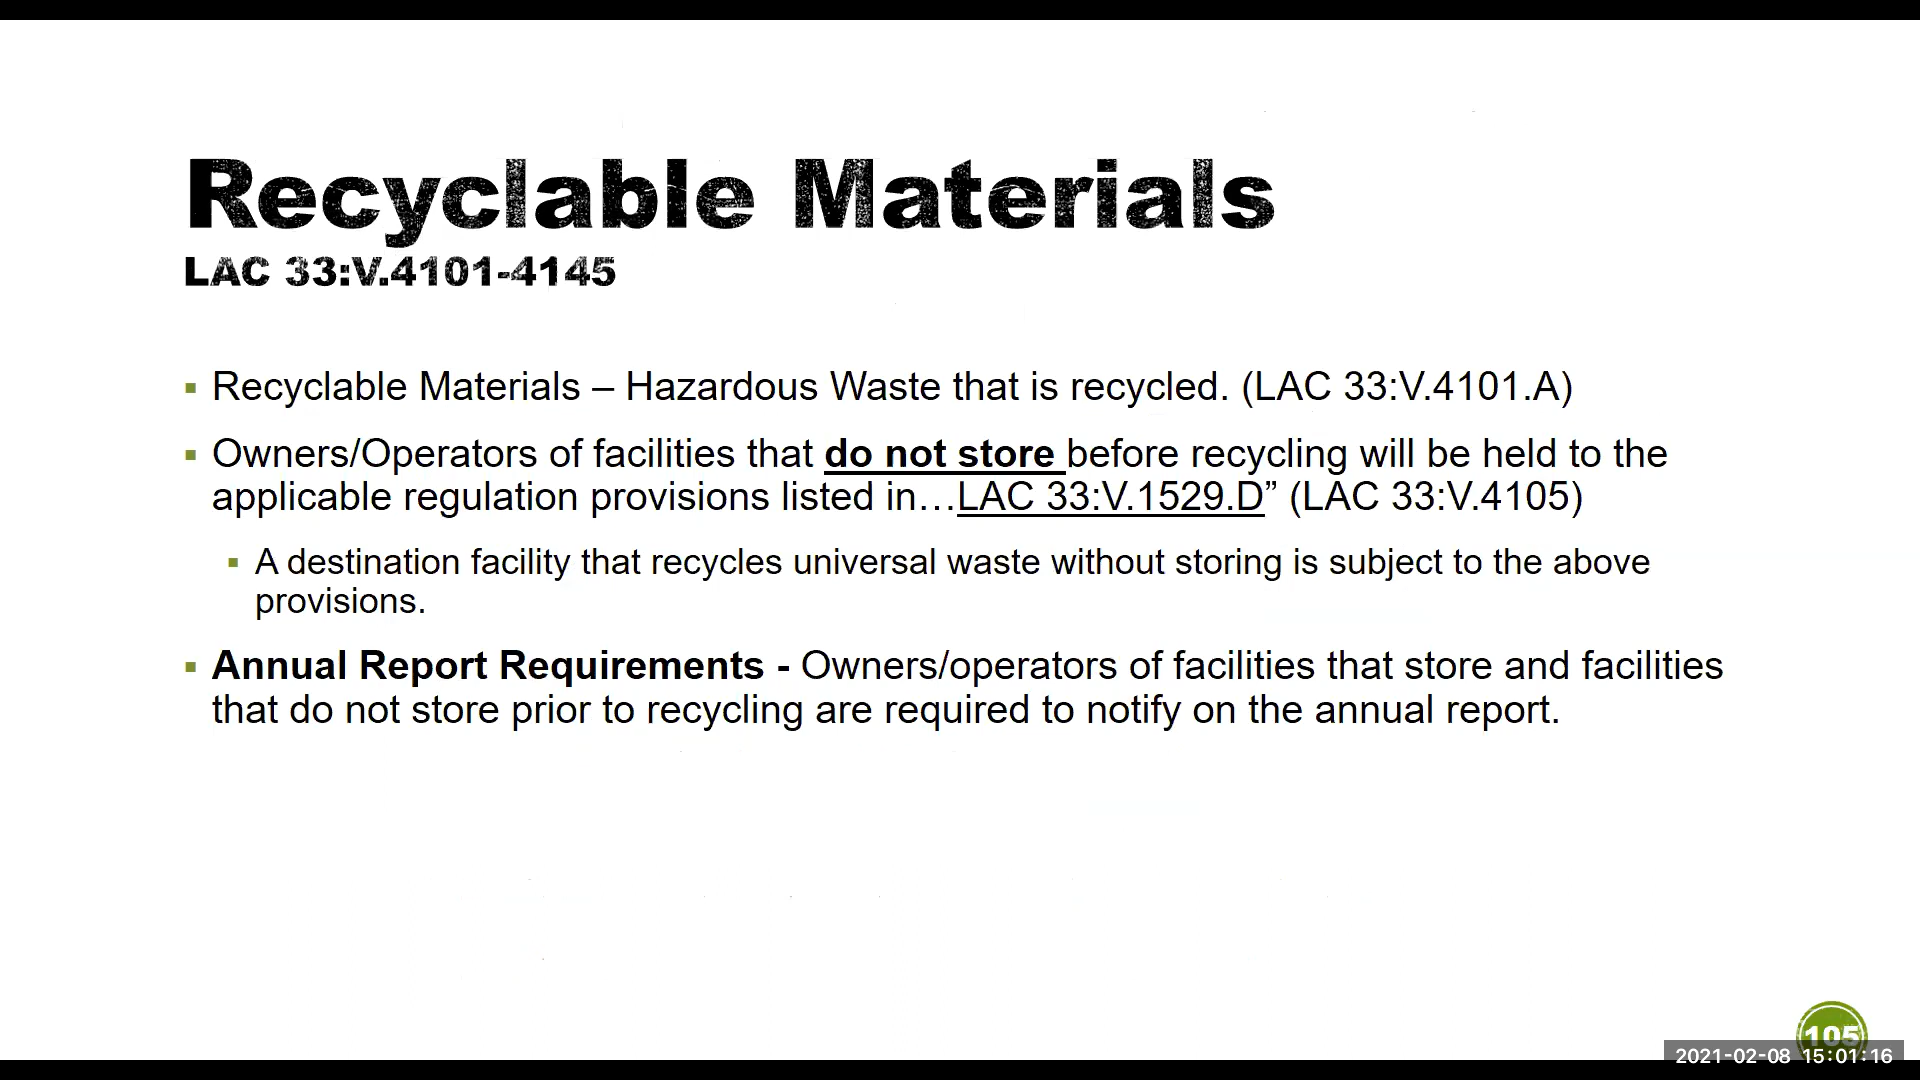 Recyclable Materials
LAC 33:V.4101-4145
▪ Recyclable Materials – Hazardous Waste that is recycled. (LAC 33:V.4101.A)
▪ Owners/Operators of facilities that do not store before recycling will be held to the
applicable regulation provisions listed in…LAC 33:V.1529.D” (LAC 33:V.4105)
▪ A destination facility that recycles universal waste without storing is subject to the above
provisions.
▪ Annual Report Requirements - Owners/operators of facilities that store and facilities
that do not store prior to recycling are required to notify on the annual report.
105
2021-02-08 15:01:16